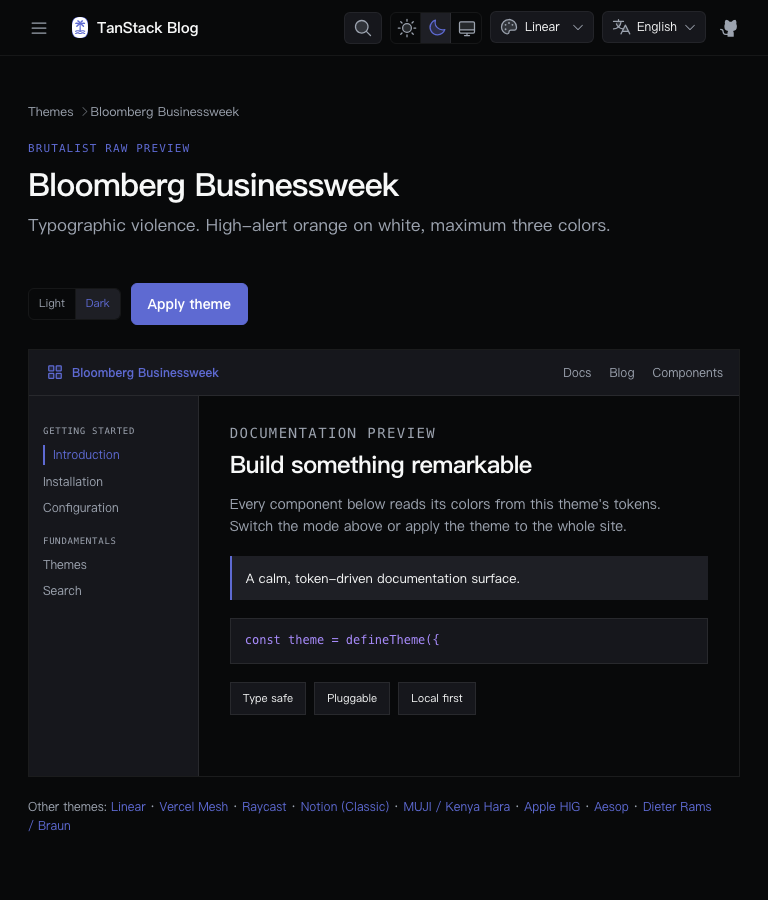 TanStack Blog
Linear
English
Themes
Bloomberg Businessweek
BRUTALIST RAW PREVIEW
Bloomberg Businessweek
Typographic violence. High-alert orange on white, maximum three colors.
Light
Dark
Apply theme
Bloomberg Businessweek
Docs
Blog
Components
GETTING STARTED
Introduction
Installation
Configuration
FUNDAMENTALS
Themes
Search
DOCUMENTATION PREVIEW
Build something remarkable
Every component below reads its colors from this theme's tokens.
Switch the mode above or apply the theme to the whole site.
A calm, token-driven documentation surface.
const theme = defineTheme({
Type safe
Pluggable
Local first
Other themes: Linear · Vercel Mesh · Raycast · Notion (Classic) · MUJI / Kenya Hara · Apple HIG · Aesop · Dieter Rams
/ Braun